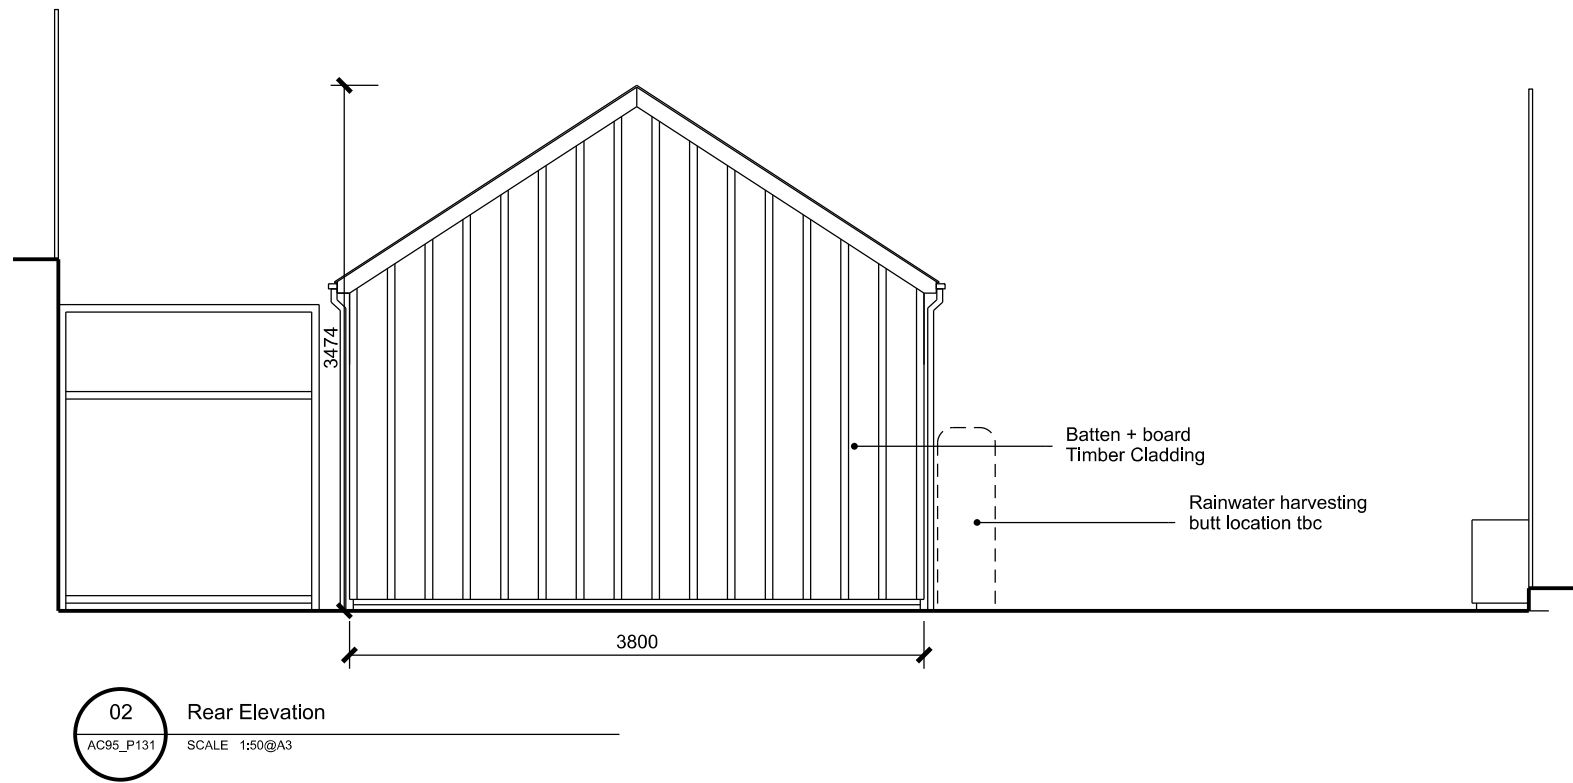 3474
Batten + board
Timber Cladding
Rainwater harvesting
butt location tbc
3800
02
Rear Elevation
AC95_P131
SCALE 1:50@A3